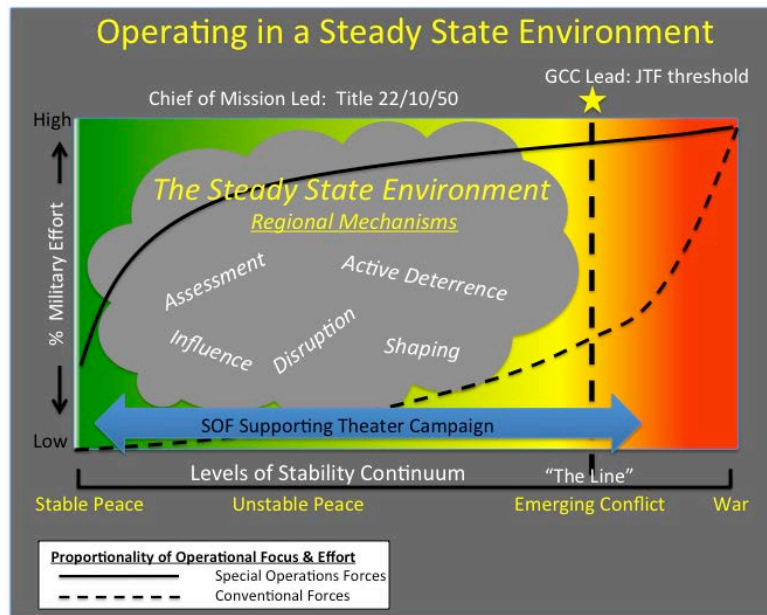 Operating in a Steady State Environment
GCC Lead: JTF threshold
Chief of Mission Led: Title 22/10/50
High
% Military Effort
Low
The Steady State Environment
Regional Mechanisms
Assessment
Active Deterrence
Influence
Disruption
Shaping
SOF Supporting Theater Campaign
Levels of Stability Continuum
“The Line”
Stable Peace
Unstable Peace
Emerging Conflict
War
Proportionality of Operational Focus & Effort
Special Operations Forces
Conventional Forces